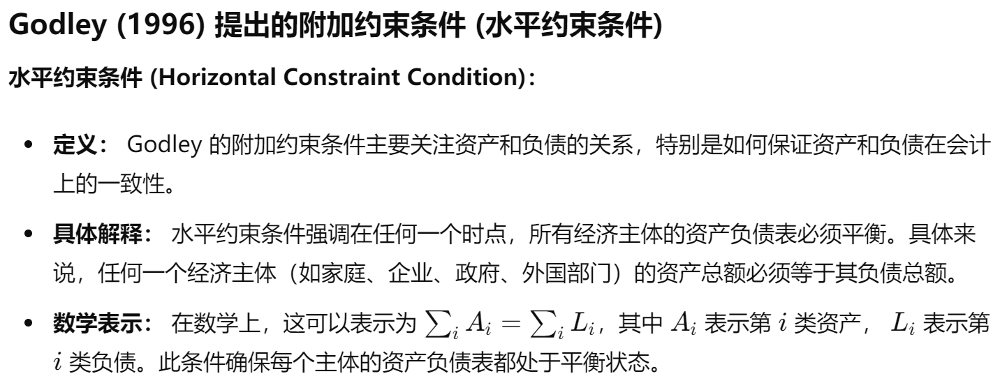 Godley (1996) 提出的附加约束条件 (水平约束条件)
水平约束条件 (Horizontal Constraint Condition)：
• 定义： Godley 的附加约束条件主要关注资产和负债的关系，特别是如何保证资产和负债在会计
上的一致性。
• 具体解释： 水平约束条件强调在任何一个时点，所有经济主体的资产负债表必须平衡。具体来
说，任何一个经济主体（如家庭、企业、政府、外国部门）的资产总额必须等于其负债总额。
• 数学表示： 在数学上，这可以表示为 $\sum_i A_i = \sum_i L_i$，其中 $A_i$ 表示第 $i$ 类资产， $L_i$ 表示第
$i$ 类负债。此条件确保每个主体的资产负债表都处于平衡状态。